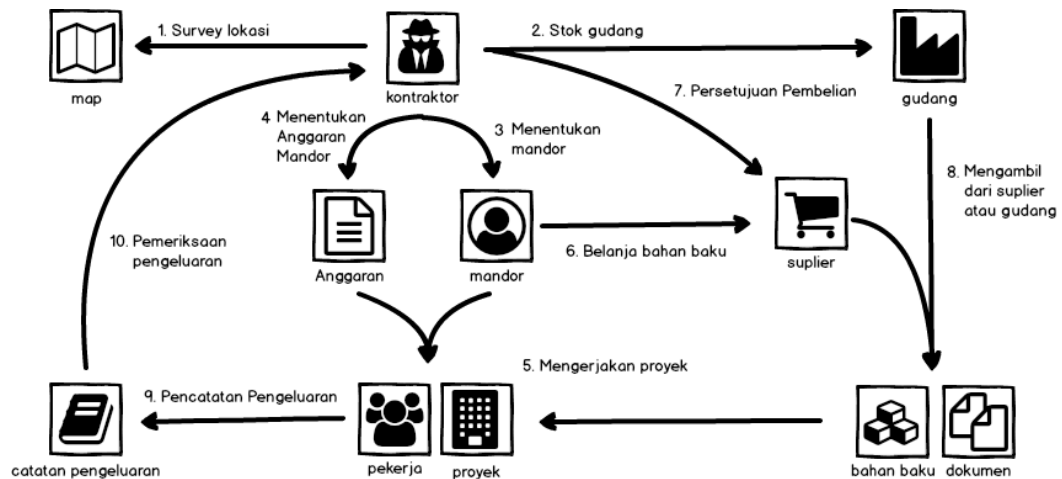 1. Survey lokasi
2. Stok gudang
map
kontraktor
gudang
7. Persetujuan Pembelian
4 Menentukan
Anggaran
Mandor
3 Menentukan
mandor
8. Mengambil
dari suplier
atau gudang
10. Pemeriksaan
pengeluaran
6. Belanja bahan baku
suplier
Anggaran
mandor
5. Mengerjakan proyek
9. Pencatatan Pengeluaran
catatan pengeluaran
pekerja
proyek
bahan baku
dokumen